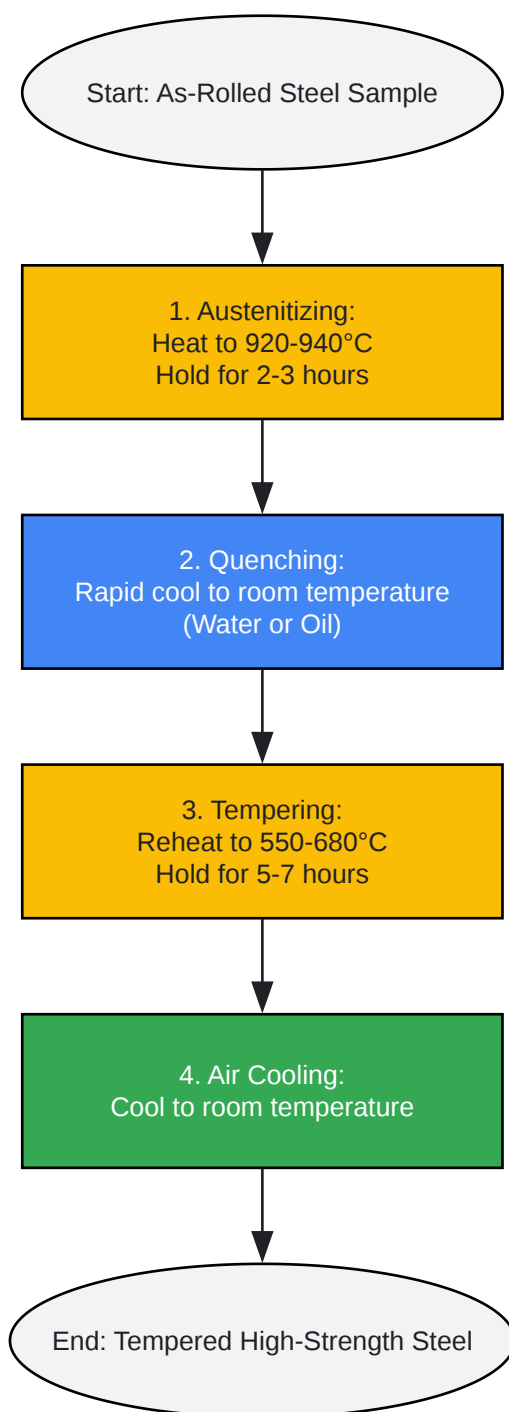 Start: As-Rolled Steel Sample
1. Austenitizing:
Heat to 920-940°C
Hold for 2-3 hours
2. Quenching:
Rapid cool to room temperature
(Water or Oil)
3. Tempering:
Reheat to 550-680°C
Hold for 5-7 hours
4. Air Cooling:
Cool to room temperature
End: Tempered High-Strength Steel